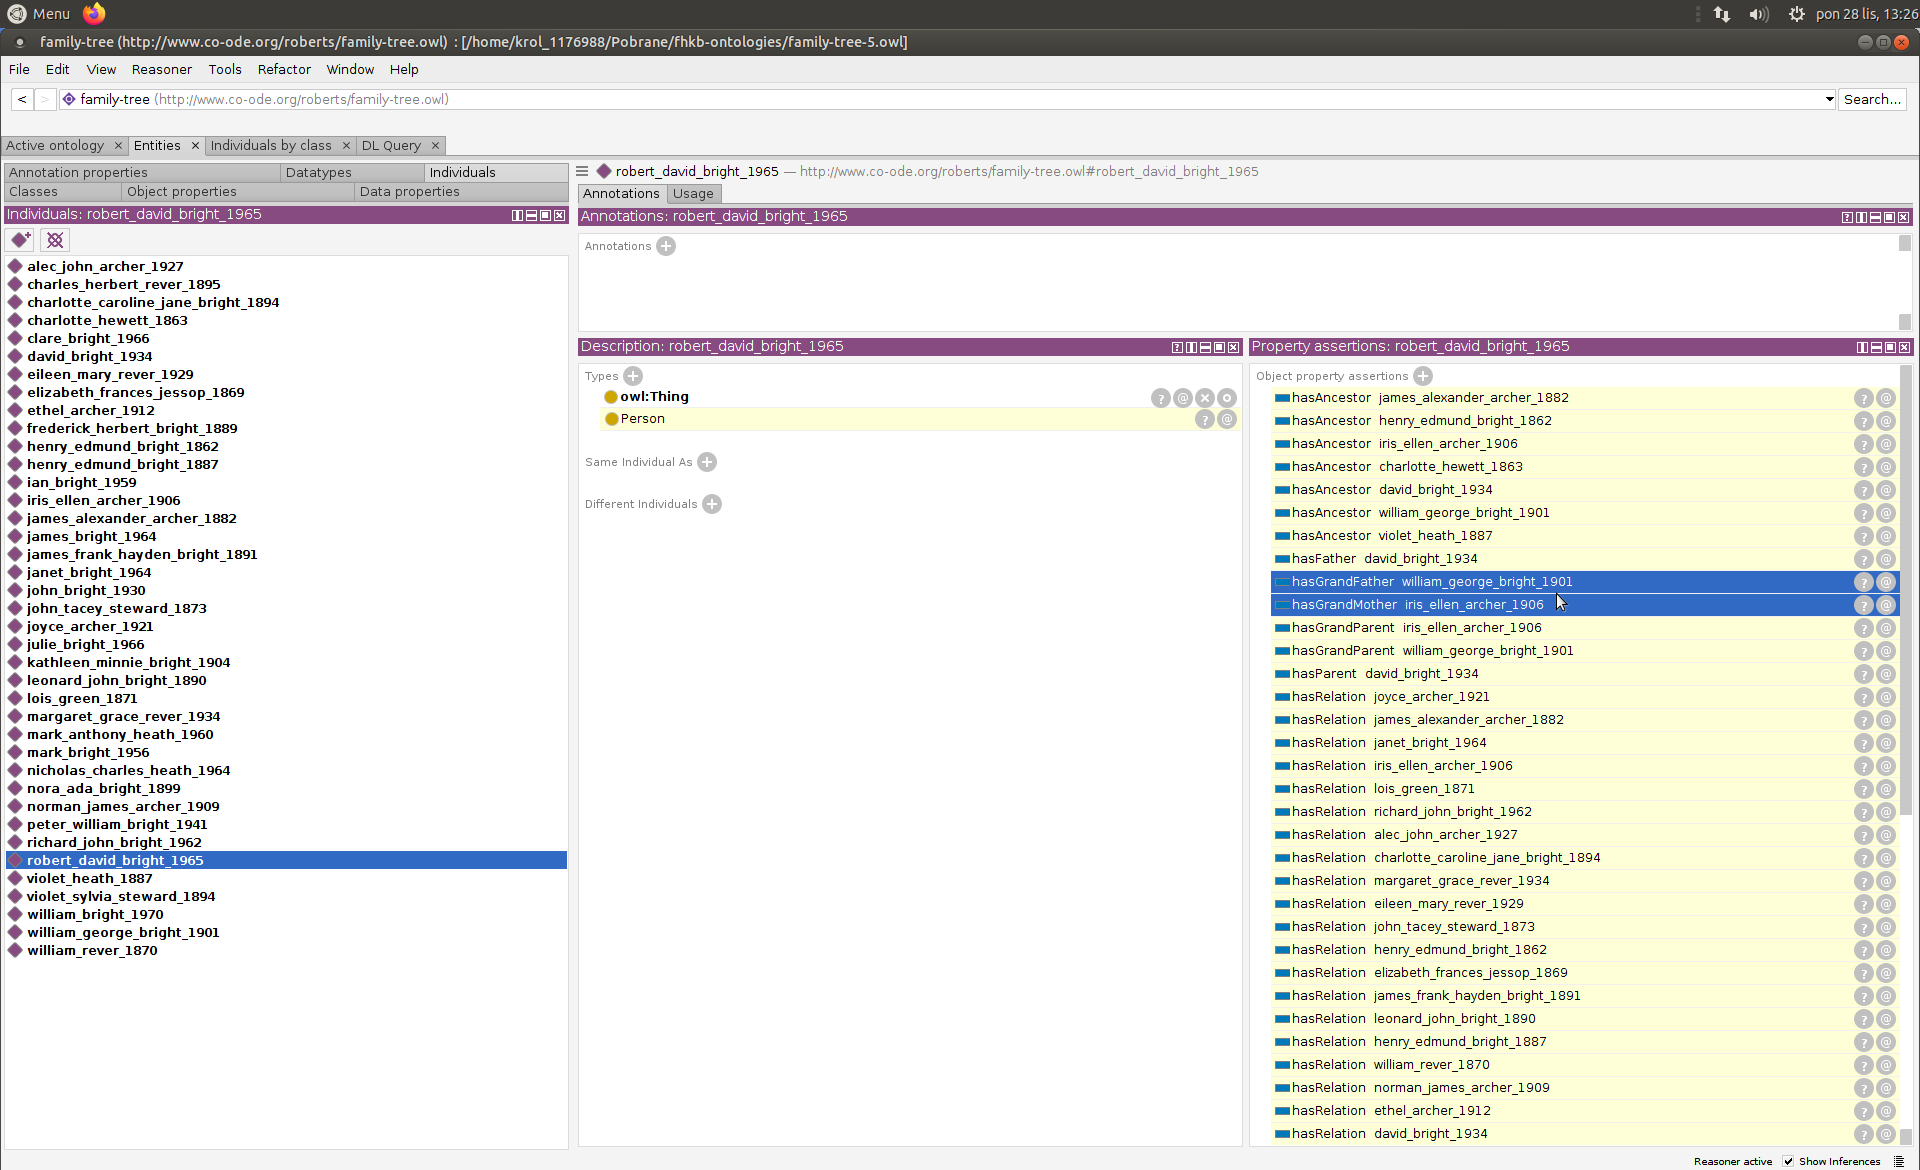 Menu
pon 28 lis, 13:26
family-tree (http://www.co-ode.org/roberts/family-tree.owl) : [/home/krol_1176988/Pobrane/fhkb-ontologies/family-tree-5.owl]
File Edit View Reasoner Tools Refactor Window Help
< > family-tree (http://www.co-ode.org/roberts/family-tree.owl) Search...
Active ontology × Entities × Individuals by class × DL Query ×
Annotation properties Datatypes Individuals
Classes Object properties Data properties
Individuals: robert_david_bright_1965
alec_john_archer_1927
charles_herbert_rever_1895
charlotte_caroline_jane_bright_1894
charlotte_hewett_1863
clare_bright_1966
david_bright_1934
eileen_mary_rever_1929
elizabeth_frances_jessop_1869
ethel_archer_1912
frederick_herbert_bright_1889
henry_edmund_bright_1862
henry_edmund_bright_1887
ian_bright_1959
iris_ellen_archer_1906
james_alexander_archer_1882
james_bright_1964
james_frank_hayden_bright_1891
janet_bright_1964
john_bright_1930
john_tacey_steward_1873
joyce_archer_1921
julie_bright_1966
kathleen_minnie_bright_1904
leonard_john_bright_1890
lois_green_1871
margaret_grace_rever_1934
mark_anthony_heath_1960
mark_bright_1956
nicholas_charles_heath_1964
nora_ada_bright_1899
norman_james_archer_1909
peter_william_bright_1941
richard_john_bright_1962
robert_david_bright_1965
violet_heath_1887
violet_sylvia_steward_1894
william_bright_1970
william_george_bright_1901
william_rever_1870
robert_david_bright_1965 — http://www.co-ode.org/roberts/family-tree.owl#robert_david_bright_1965
Annotations Usage
Annotations: robert_david_bright_1965
Annotations
Description: robert_david_bright_1965
Types
owl:Thing
Person
Same Individual As
Different Individuals
Property assertions: robert_david_bright_1965
Object property assertions
hasAncestor james_alexander_archer_1882
hasAncestor henry_edmund_bright_1862
hasAncestor iris_ellen_archer_1906
hasAncestor charlotte_hewett_1863
hasAncestor david_bright_1934
hasAncestor william_george_bright_1901
hasAncestor violet_heath_1887
hasFather david_bright_1934
hasGrandFather william_george_bright_1901
hasGrandMother iris_ellen_archer_1906
hasGrandParent iris_ellen_archer_1906
hasGrandParent william_george_bright_1901
hasParent david_bright_1934
hasRelation joyce_archer_1921
hasRelation james_alexander_archer_1882
hasRelation janet_bright_1964
hasRelation iris_ellen_archer_1906
hasRelation lois_green_1871
hasRelation richard_john_bright_1962
hasRelation alec_john_archer_1927
hasRelation charlotte_caroline_jane_bright_1894
hasRelation margaret_grace_rever_1934
hasRelation eileen_mary_rever_1929
hasRelation john_tacey_steward_1873
hasRelation henry_edmund_bright_1862
hasRelation elizabeth_frances_jessop_1869
hasRelation james_frank_hayden_bright_1891
hasRelation leonard_john_bright_1890
hasRelation henry_edmund_bright_1887
hasRelation william_rever_1870
hasRelation norman_james_archer_1909
hasRelation ethel_archer_1912
hasRelation david_bright_1934
Reasoner active Show Inferences